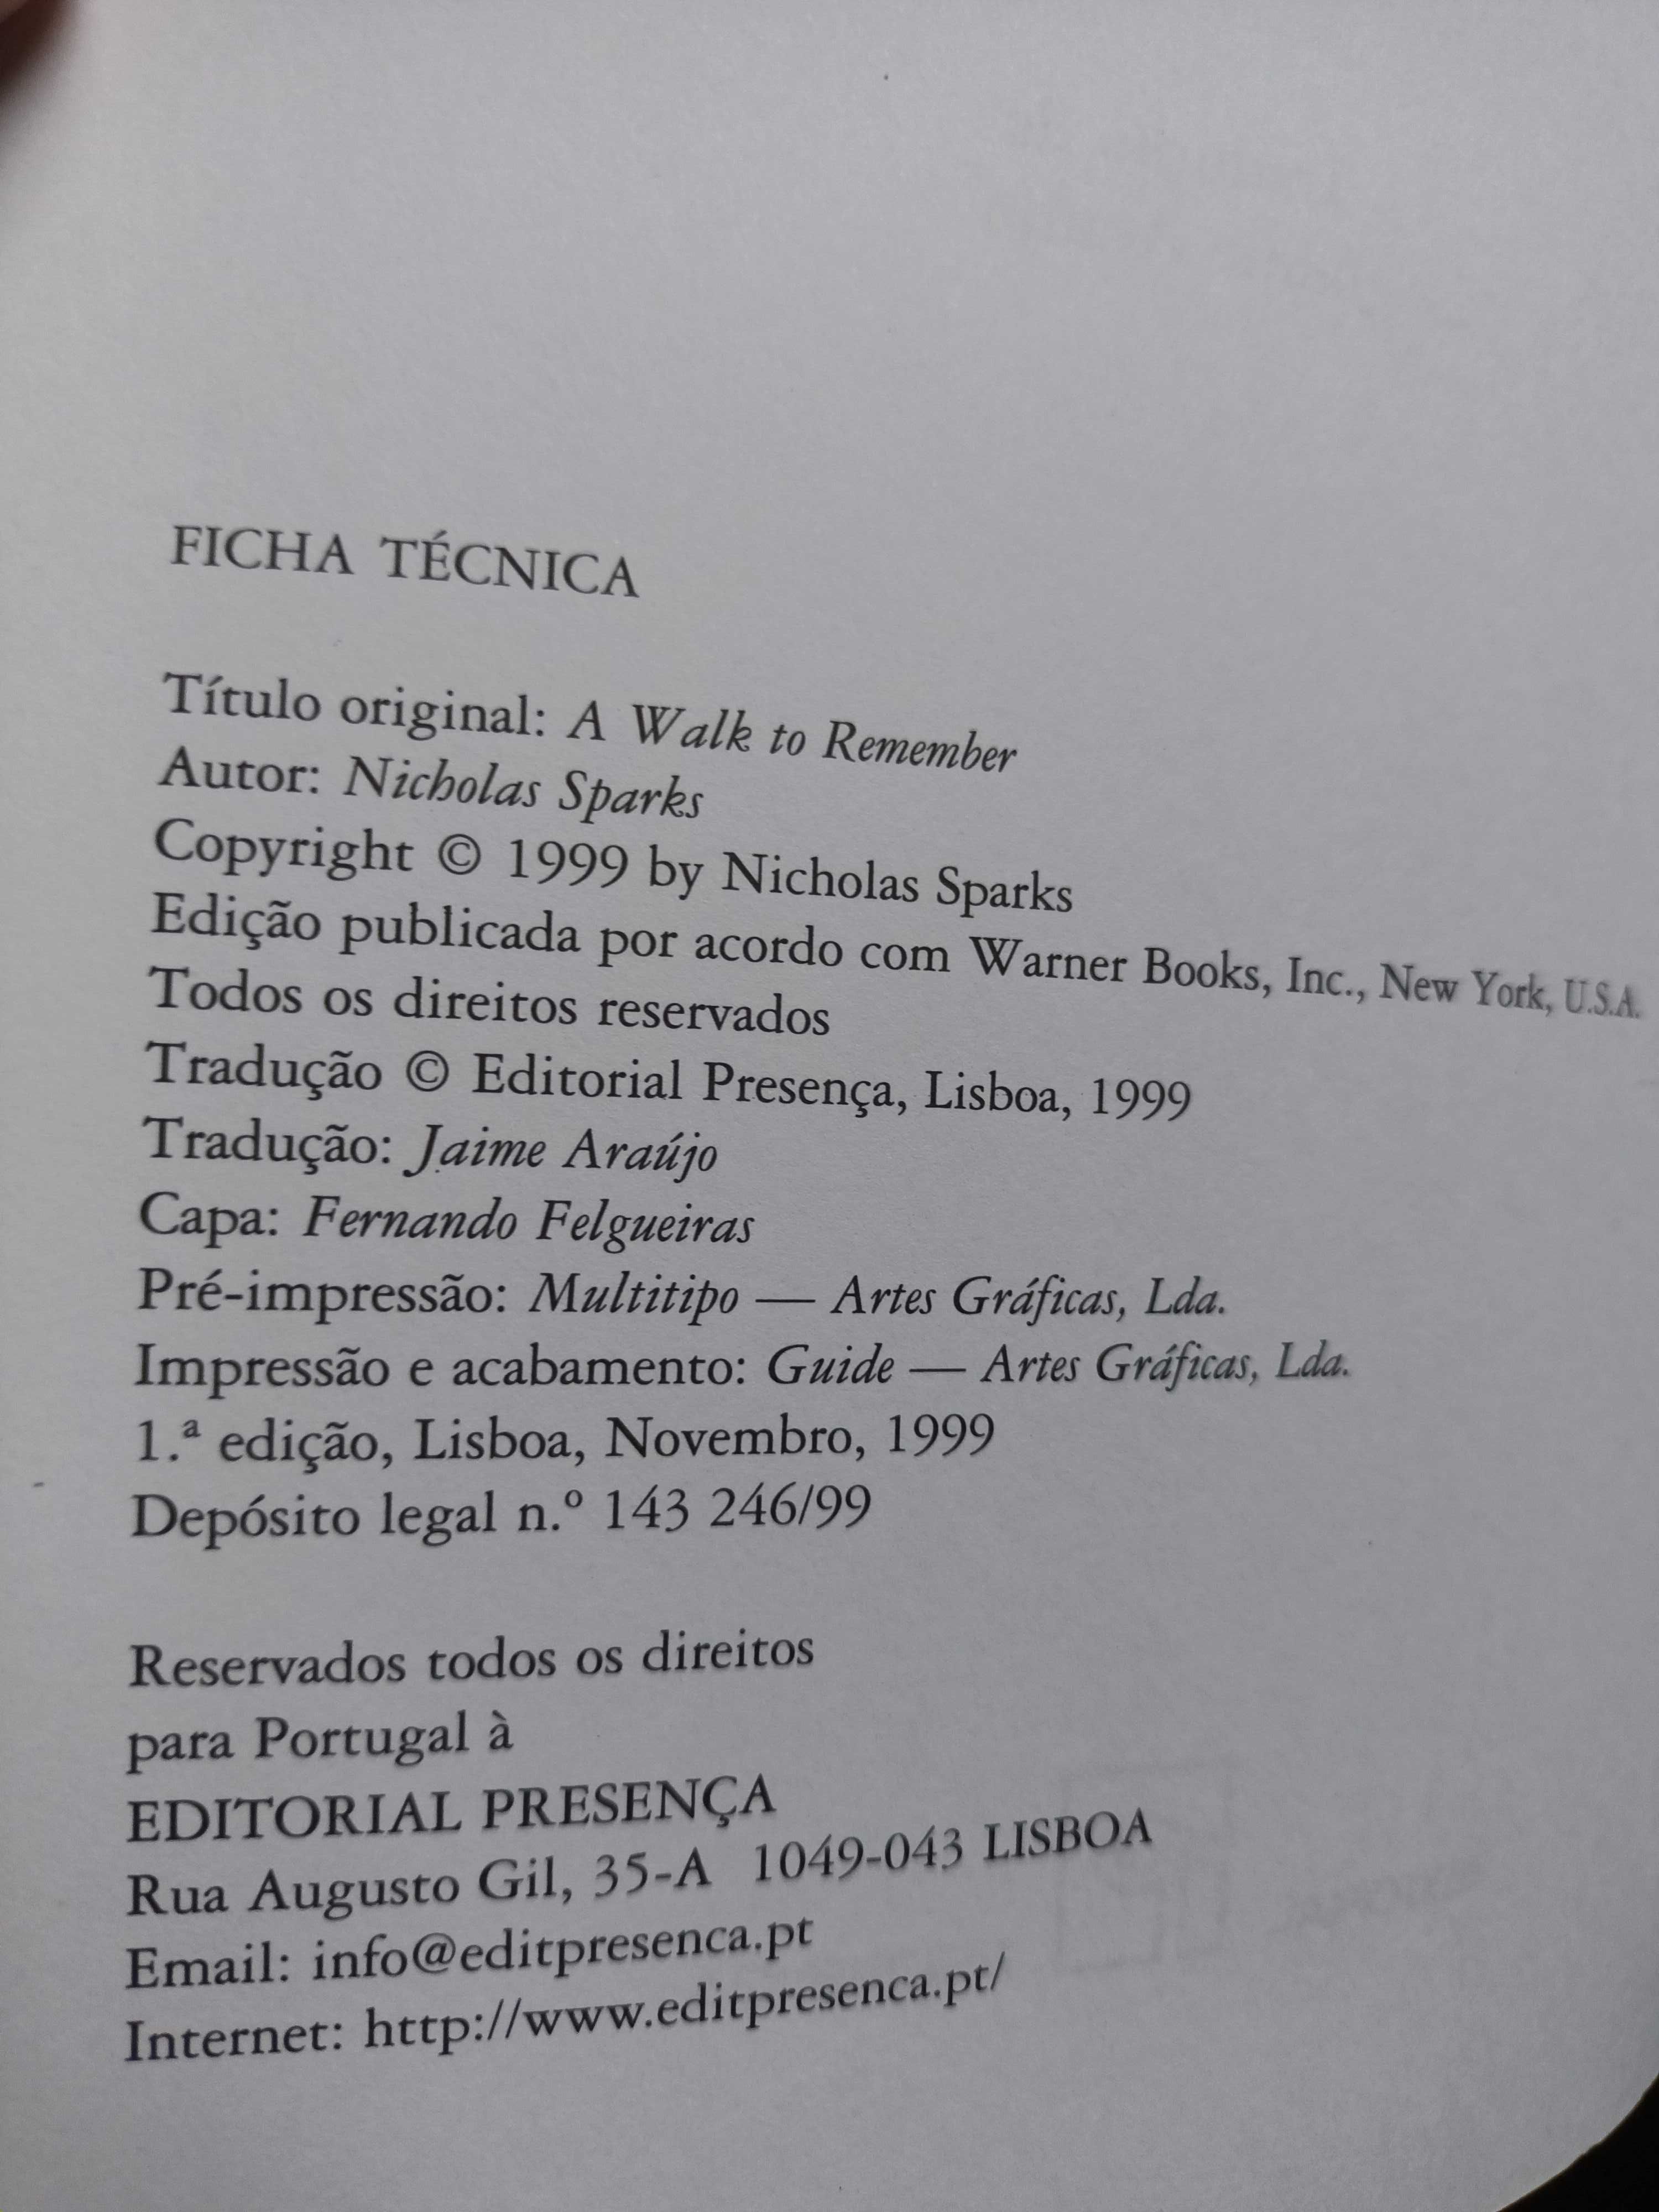 FICHA TÉCNICA
Título original: A Walk to Remember
Autor: Nicholas Sparks
Copyright © 1999 by Nicholas Sparks
Edição publicada por acordo com Warner Books, Inc., New York, U.S.A.
Todos os direitos reservados
Tradução © Editorial Presença, Lisboa, 1999
Tradução: Jaime Araújo
Capa: Fernando Felgueiras
Pré-impressão: Multitipo — Artes Gráficas, Lda.
Impressão e acabamento: Guide — Artes Gráficas, Lda.
1.ª edição, Lisboa, Novembro, 1999
Depósito legal n.º 143 246/99
Reservados todos os direitos
para Portugal à
EDITORIAL PRESENÇA
Rua Augusto Gil, 35-A 1049-043 LISBOA
Email: info@editpresenca.pt
Internet: http://www.editpresenca.pt/